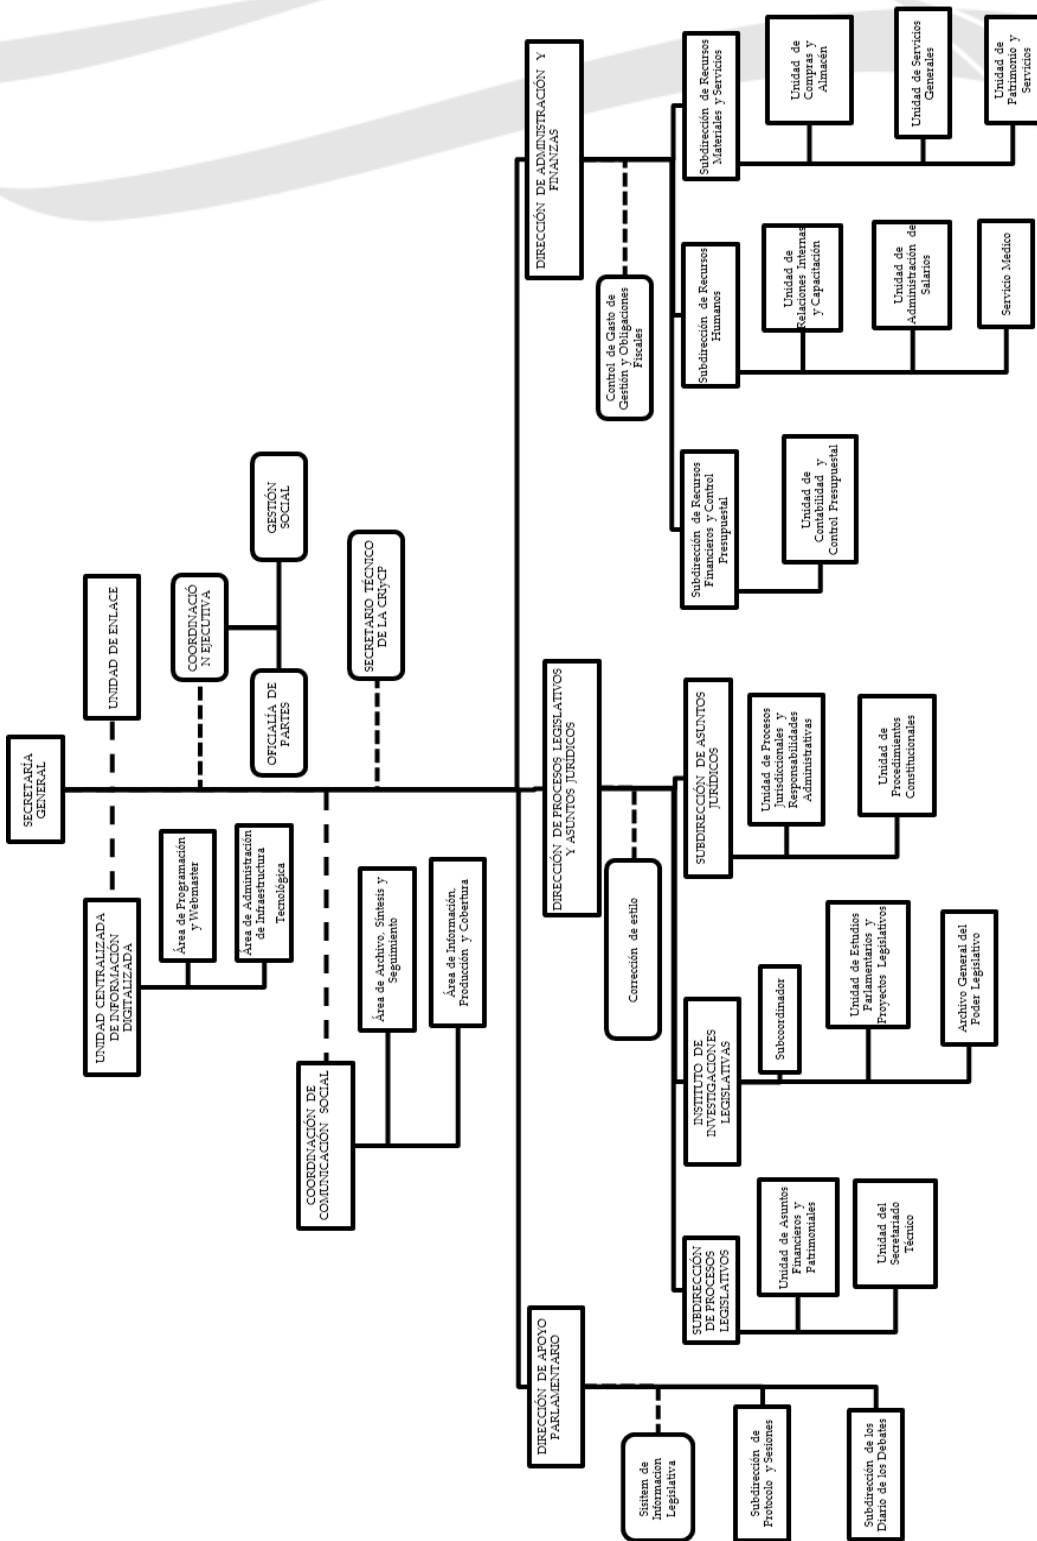 SECRETARÍA
GENERAL
UNIDAD CENTRALIZADA
DE INFORMACIÓN
DIGITALIZADA
UNIDAD DE ENLACE
Área de Programación
y Webmaster
Área de Administración
de Infraestructura
Tecnológica
COORDINACIÓ
N EJECUTIVA
OFICIALÍA DE
PARTES
GESTIÓN
SOCIAL
COORDINACIÓN DE
COMUNICACIÓN SOCIAL
SECRETARIO TÉCNICO
DE LA CRIyCP
Área de Archivo, Síntesis y
Seguimiento
Área de Información,
Producción y Cobertura
DIRECCIÓN DE APOYO
PARLAMENTARIO
Sisitem de
Informacion
Legislativa
Subdirección de
Protocolo y Sesiones
Subdirección de los
Diario de los Debates
DIRECCIÓN DE PROCESOS LEGISLATIVOS
Y ASUNTOS JURÍDICOS
Corrección de estilo
SUBDIRECCIÓN
DE PROCESOS
LEGISLATIVOS
Unidad de Asuntos
Financieros y
Patrimoniales
Unidad del
Secretariado
Técnico
INSTITUTO DE
INVESTIGACIONES
LEGISLATIVAS
Subcoordinador
Unidad de Estudios
Parlamentarios y
Proyectos Legislativos
Archivo General del
Poder Legislativo
SUBDIRECCIÓN DE ASUNTOS
JURÍDICOS
Unidad de Procesos
Jurisdiccionales y
Responsabilidades
Administrativas
Unidad de
Procedimientos
Constitucionales
DIRECCIÓN DE ADMINISTRACIÓN Y
FINANZAS
Control de Gasto de
Gestión y Obligaciones
Fiscales
Subdirección de Recursos
Financieros y Control
Presupuestal
Unidad de
Contabilidad y
Control Presupuestal
Subdirección de Recursos
Humanos
Unidad de
Relaciones Internas
y Capacitación
Unidad de
Administración de
Salarios
Servicio Medico
Subdirección de Recursos
Materiales y Servicios
Unidad de
Compras y
Almacén
Unidad de Servicios
Generales
Unidad de
Patrimonio y
Servicios